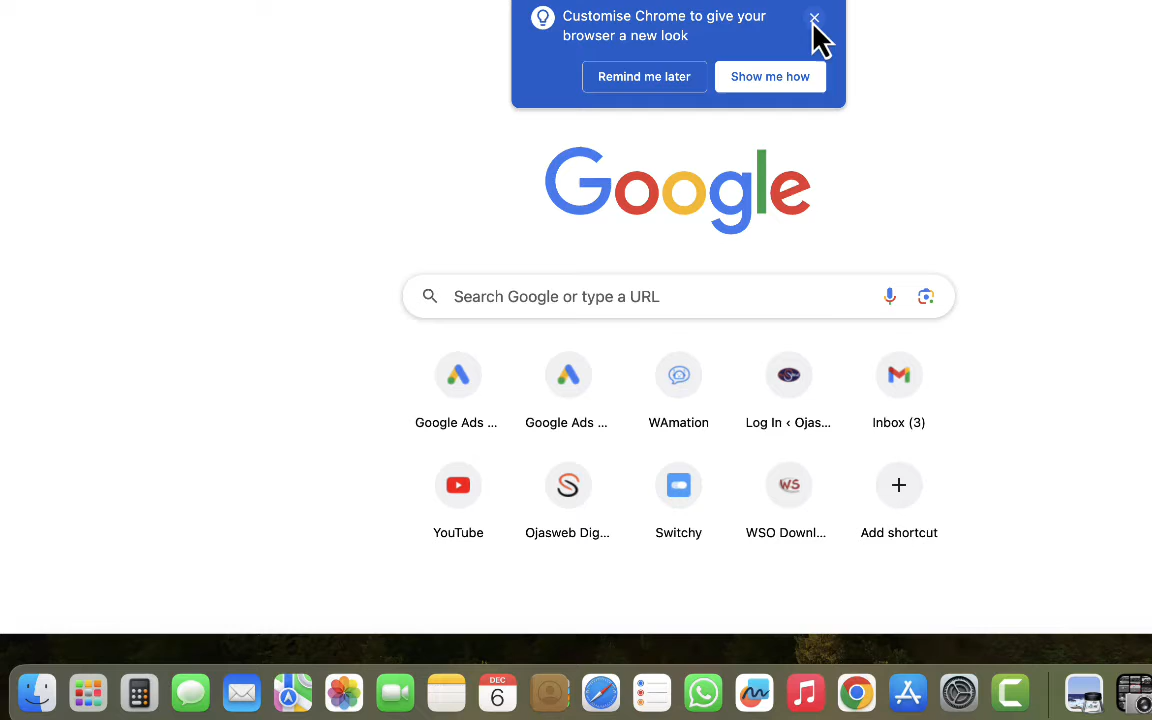 Customise Chrome to give your
browser a new look
Remind me later
Show me how
Google
Search Google or type a URL
Google Ads ...
Google Ads ...
WAmation
Log In ‹ Ojas...
Inbox (3)
YouTube
Ojasweb Dig...
Switchy
WS
WSO Downl...
Add shortcut
DEC
6